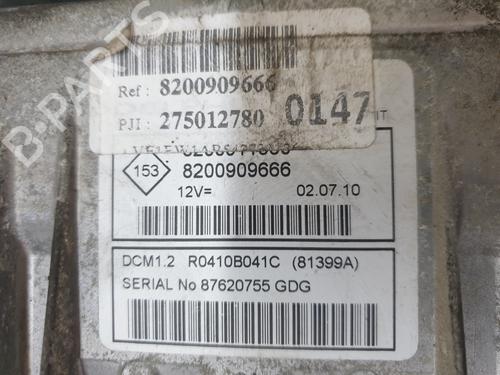 Ref : 8200909666
PJI : 275012780 0147
IT
153 8200909666
12V= 02.07.10
DCM1.2 R0410B041C (81399A)
SERIAL No 87620755 GDG
B-PARTS